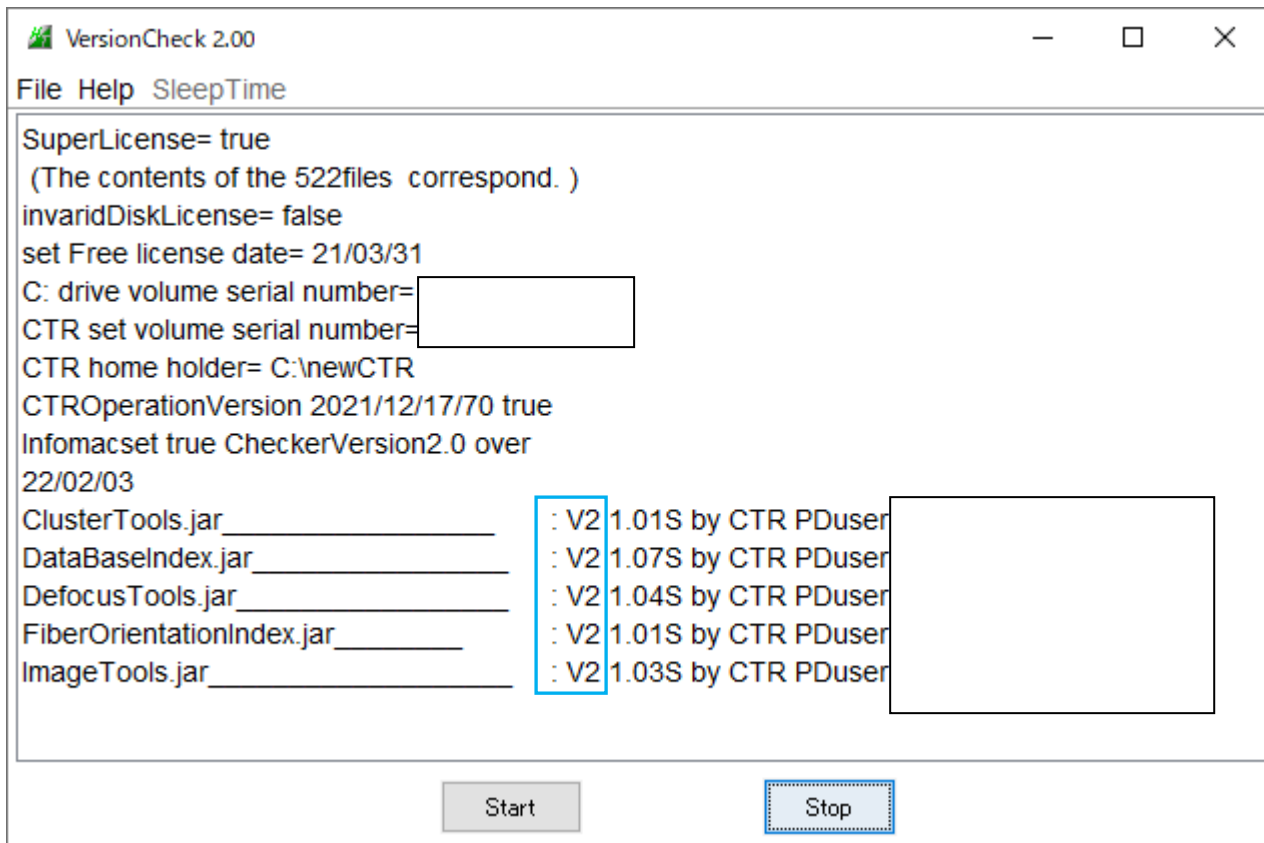 VersionCheck 2.00
File Help SleepTime
SuperLicense= true
(The contents of the 522files correspond. )
invaridDiskLicense= false
set Free license date= 21/03/31
C: drive volume serial number=
CTR set volume serial number=
CTR home holder= C:\newCTR
CTROperationVersion 2021/12/17/70 true
Infomacset true CheckerVersion2.0 over
22/02/03
ClusterTools.jar_________________ : V2 1.01S by CTR PDuser
DataBaseIndex.jar________________ : V2 1.07S by CTR PDuser
DefocusTools.jar_________________ : V2 1.04S by CTR PDuser
FiberOrientationIndex.jar________ : V2 1.01S by CTR PDuser
ImageTools.jar___________________ : V2 1.03S by CTR PDuser
Start Stop